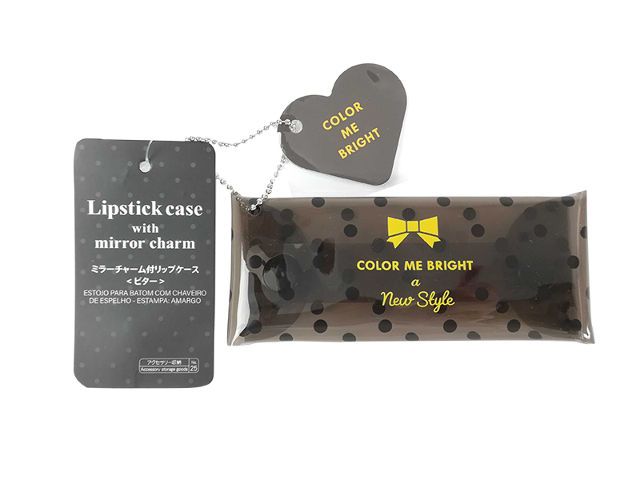 Lipstick case
with
mirror charm
ミラーチャーム付リップケース
<ビター>
ESTOJO PARA BATOM COM CHAVEIRO
DE ESPELHO - ESTAMPA: AMARGO
アクセサリー収納
Accessory storage goods
No.
25
COLOR
ME
BRIGHT
COLOR ME BRIGHT
a
New Style